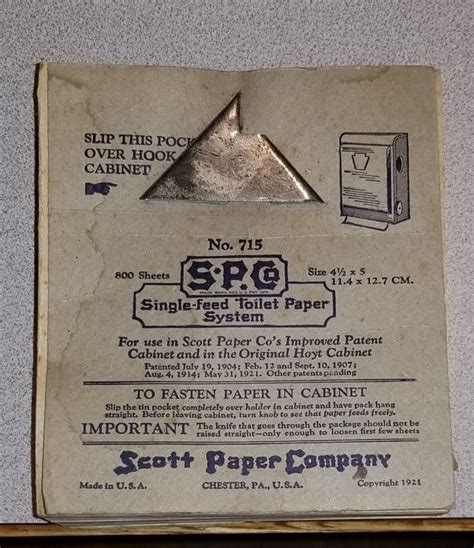 SLIP THIS POCK
OVER HOOK
CABINET
No. 715
800 Sheets
S.P.Co
TRADE MARK REG. U.S. PAT. OFF.
Size 4½ x 5
11.4 x 12.7 CM.
Single-feed Toilet Paper
System
For use in Scott Paper Co's Improved Patent
Cabinet and in the Original Hoyt Cabinet
Patented July 19, 1904; Feb. 12 and Sept. 10, 1907;
Aug. 4, 1914; May 31, 1921. Other patents pending
TO FASTEN PAPER IN CABINET
Slip the tin pocket completely over holder in cabinet and have pack hang
straight. Before leaving cabinet, turn knob to see that paper feeds freely.
IMPORTANT The knife that goes through the package should not be
raised straight—only enough to loosen first few sheets
Scott Paper Company
Made in U.S.A. CHESTER, PA., U.S.A. Copyright 1921